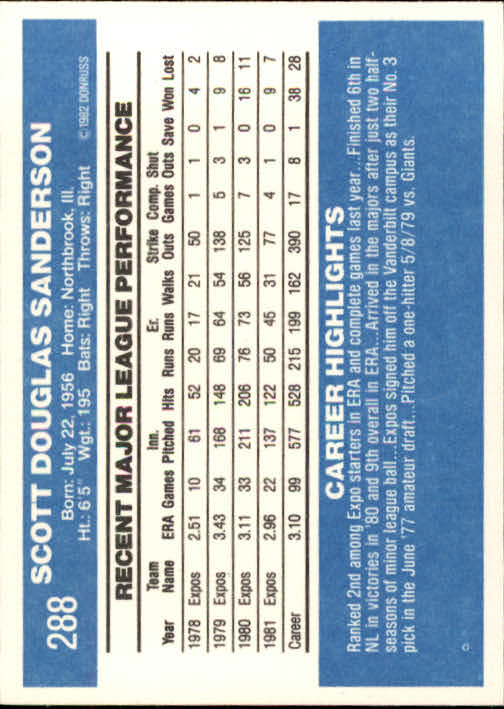 288 SCOTT DOUGLAS SANDERSON
Born: July 22, 1956 Home: Northbrook, Ill.
Ht.: 6'5" Wgt.: 195 Bats: Right Throws: Right ©1982 DONRUSS
RECENT MAJOR LEAGUE PERFORMANCE
Team Inn. Er. Strike Comp. Shut
Year Name ERA Games Pitched Hits Runs Runs Walks Outs Games Outs Save Won Lost
1978 Expos 2.51 10 61 52 20 17 21 50 1 1 0 4 2
1979 Expos 3.43 34 168 148 69 64 54 138 5 3 1 9 8
1980 Expos 3.11 33 211 206 76 73 56 125 7 3 0 16 11
1981 Expos 2.96 22 137 122 50 45 31 77 4 1 0 9 7
Career 3.10 99 577 528 215 199 162 390 17 8 1 38 28
CAREER HIGHLIGHTS
Ranked 2nd among Expo starters in ERA and complete games last year...Finished 6th in
NL in victories in '80 and 9th overall in ERA...Arrived in the majors after just two half-
seasons of minor league ball...Expos signed him off the Vanderbilt campus as their No. 3
pick in the June '77 amateur draft...Pitched a one-hitter 5/8/79 vs. Giants.